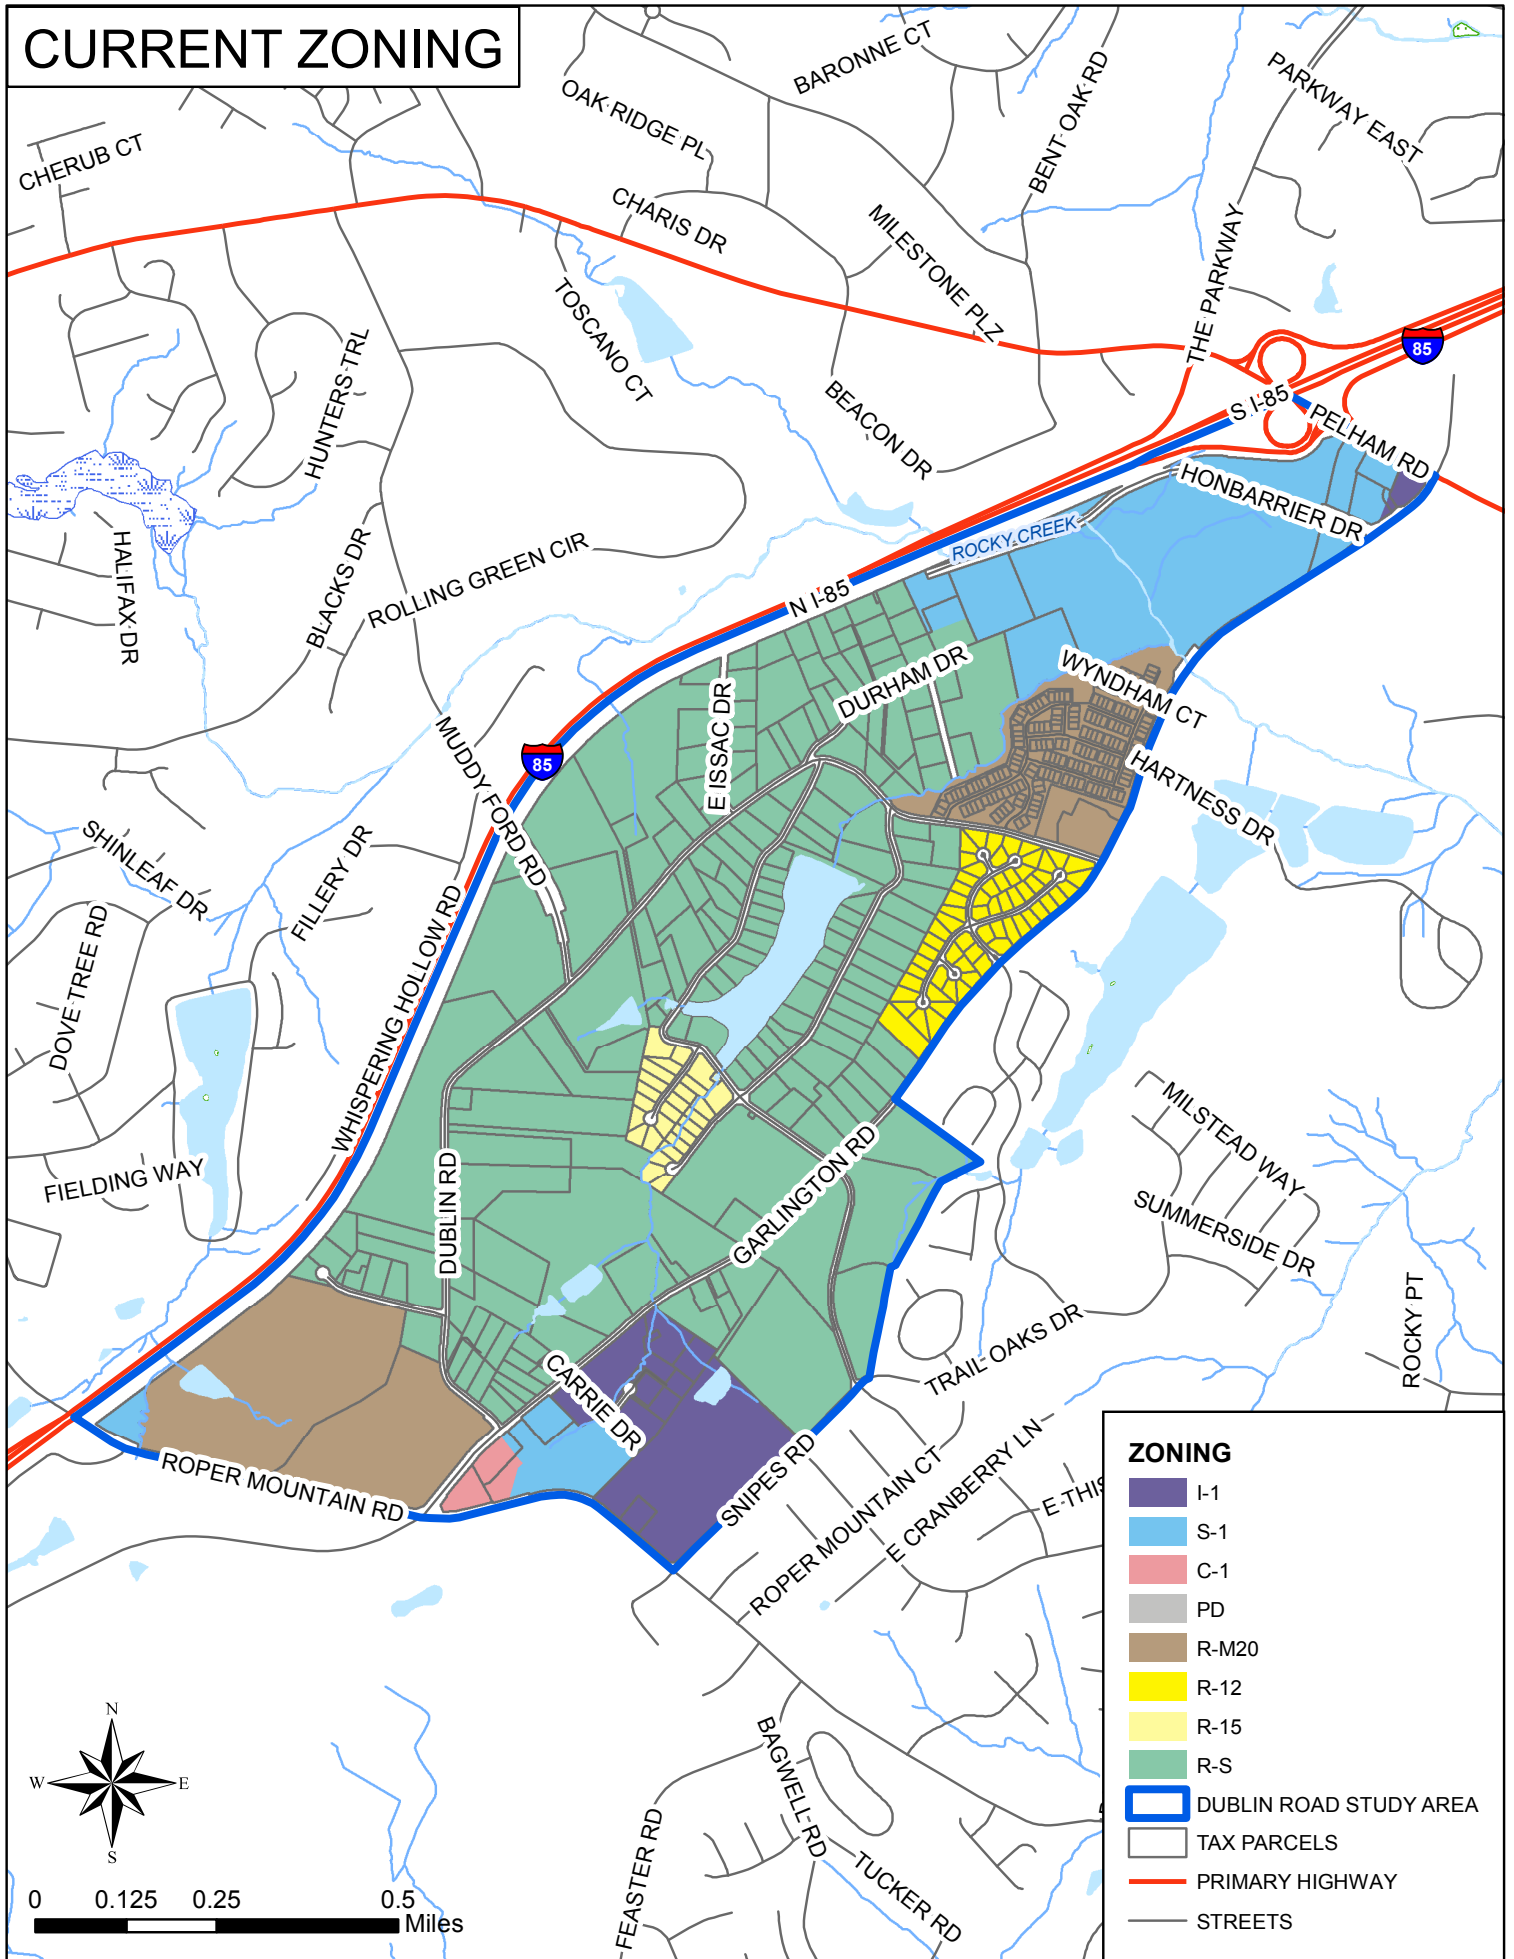 CURRENT ZONING
CHERUB CT
OAK RIDGE PL
BARONNE CT
BENT OAK RD
PARKWAY EAST
CHARIS DR
MILESTONE PLZ
THE PARKWAY
TOSCANO CT
HUNTERS TRL
BEACON DR
85
S I-85
PELHAM RD
HONBARRIER DR
ROCKY CREEK
HALIFAX DR
BLACKS DR
ROLLING GREEN CIR
N I-85
DURHAM DR
WYNDHAM CT
E ISSAC DR
MUDDY FORD RD
85
HARTNESS DR
SHINLEAF DR
FILLERY DR
DOVE TREE RD
WHISPERING HOLLOW RD
FIELDING WAY
DUBLIN RD
GARLINGTON RD
MILSTEAD WAY
SUMMERSIDE DR
ROCKY PT
TRAIL OAKS DR
CARRIE DR
ROPER MOUNTAIN RD
SNIPES RD
ROPER MOUNTAIN CT
E CRANBERRY LN
E THIS
BAGWELL RD
FEASTER RD
TUCKER RD
N
W
E
S
0 0.125 0.25 0.5
Miles
ZONING
I-1
S-1
C-1
PD
R-M20
R-12
R-15
R-S
DUBLIN ROAD STUDY AREA
TAX PARCELS
PRIMARY HIGHWAY
STREETS